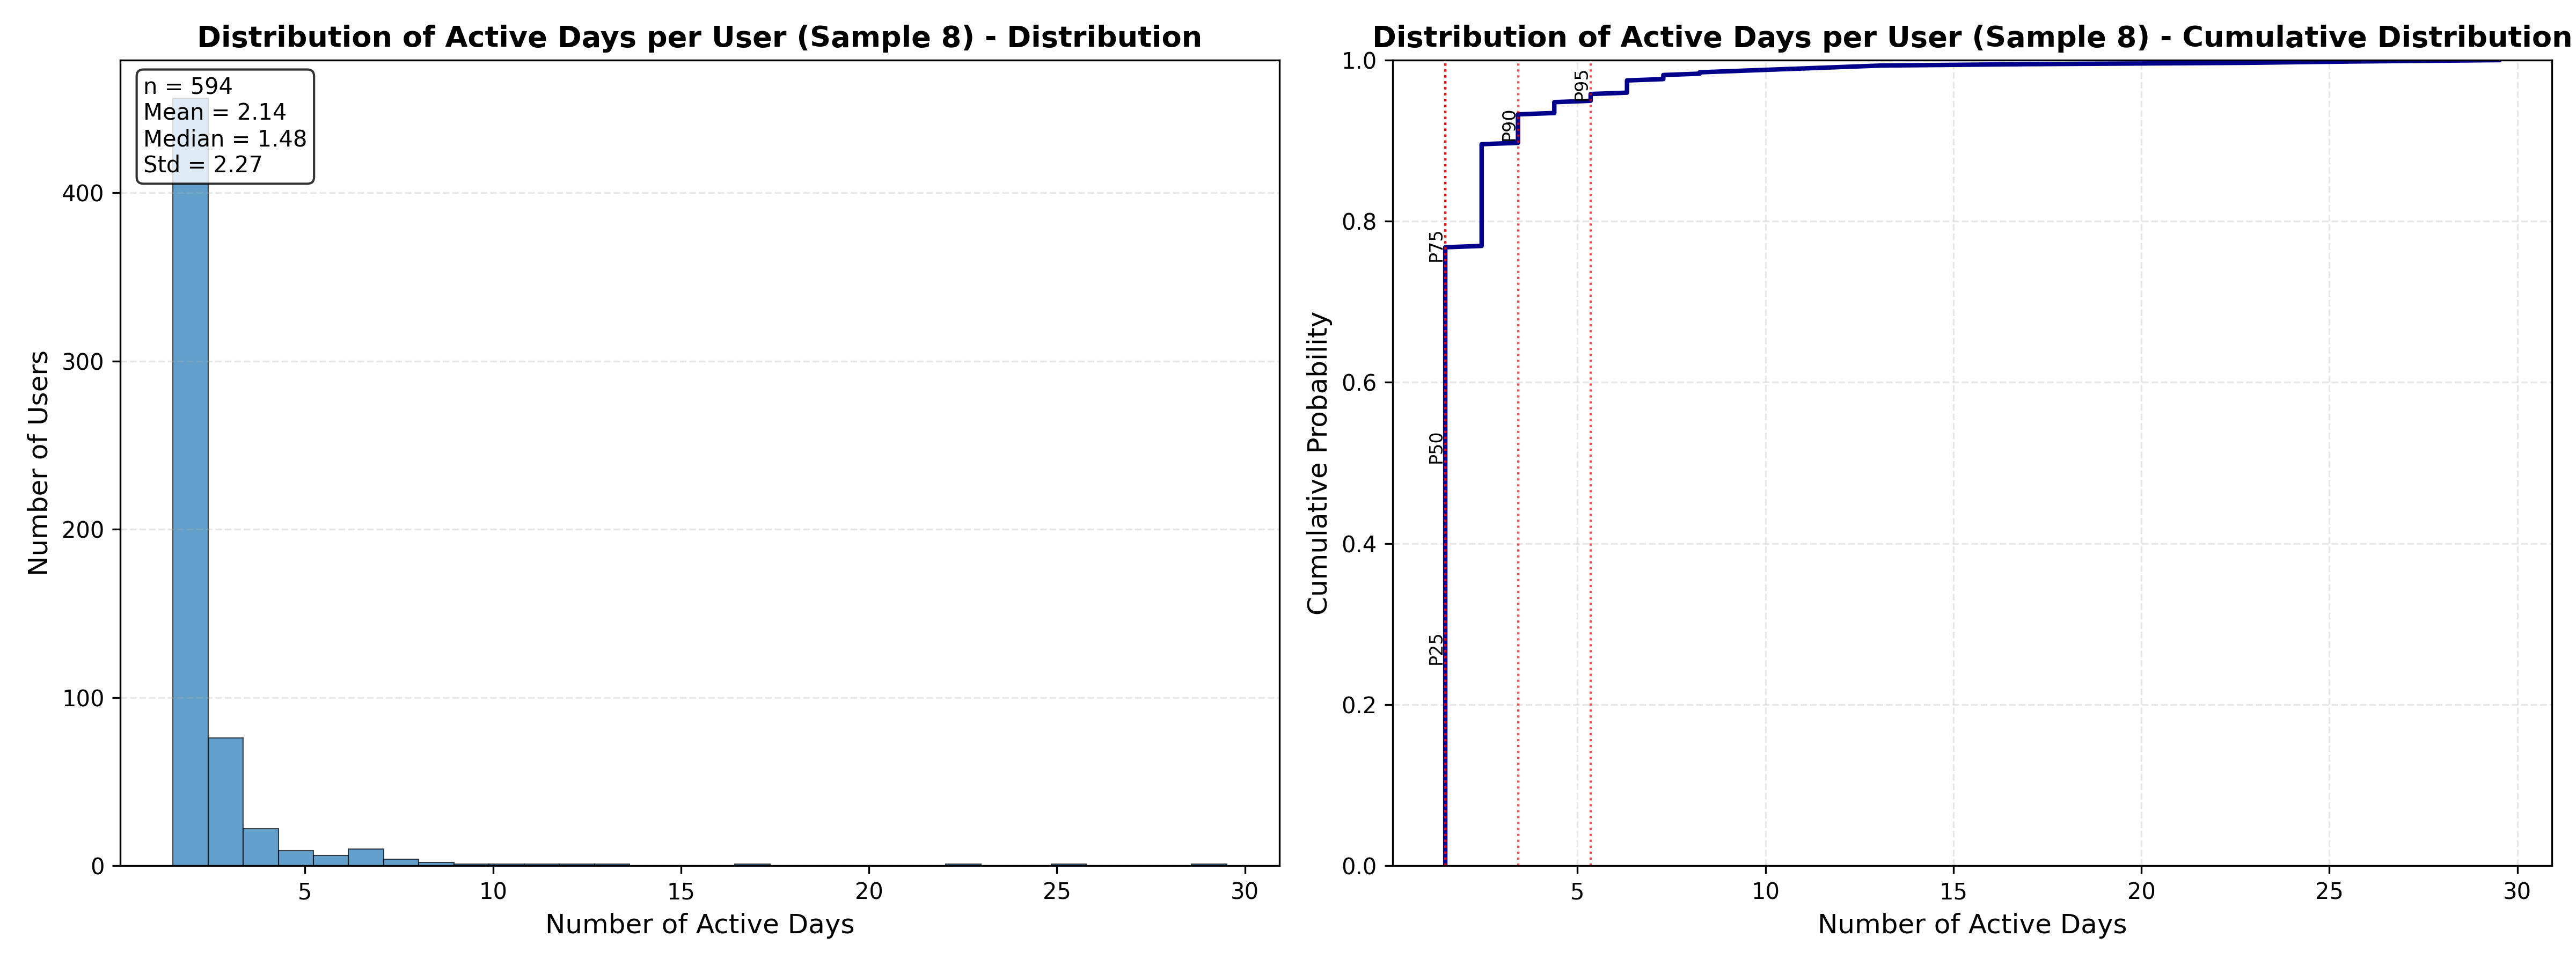 Distribution of Active Days per User (Sample 8) - Distribution
n = 594
Mean = 2.14
Median = 1.48
Std = 2.27
400
300
200
100
0
Number of Users
5
10
15
20
25
30
Number of Active Days
Distribution of Active Days per User (Sample 8) - Cumulative Distribution
1.0
0.8
0.6
0.4
0.2
0.0
Cumulative Probability
P95
P90
P75
P50
P25
5
10
15
20
25
30
Number of Active Days